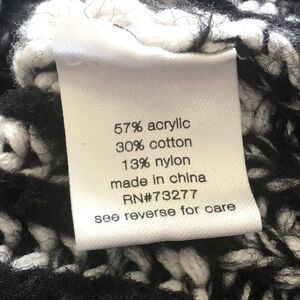 57% acrylic
30% cotton
13% nylon
made in china
RN#73277
see reverse for care